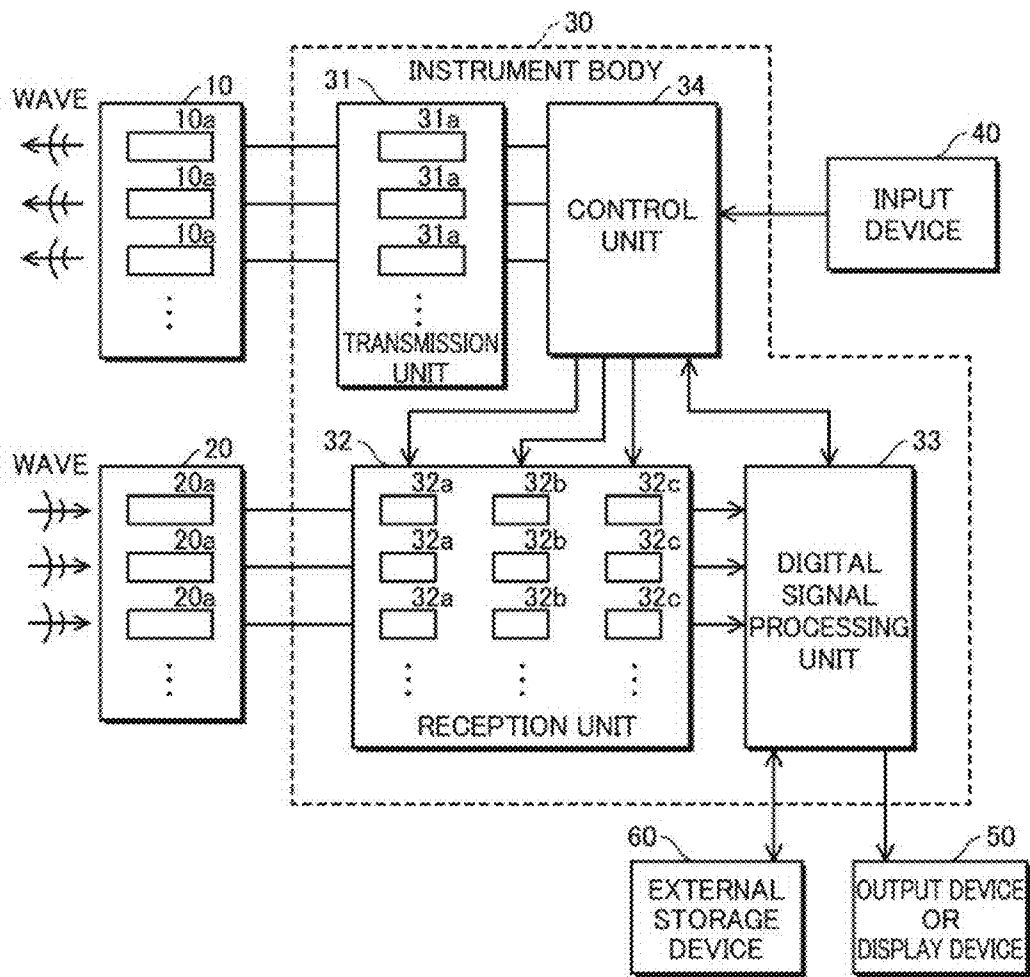 30
INSTRUMENT BODY
WAVE
10
10a
10a
10a
31
31a
31a
31a
TRANSMISSION
UNIT
34
CONTROL
UNIT
40
INPUT
DEVICE
WAVE
20
20a
20a
20a
32
32a
32b
32c
32a
32b
32c
32a
32b
32c
RECEPTION UNIT
33
DIGITAL
SIGNAL
PROCESSING
UNIT
60
EXTERNAL
STORAGE
DEVICE
50
OUTPUT DEVICE
OR
DISPLAY DEVICE